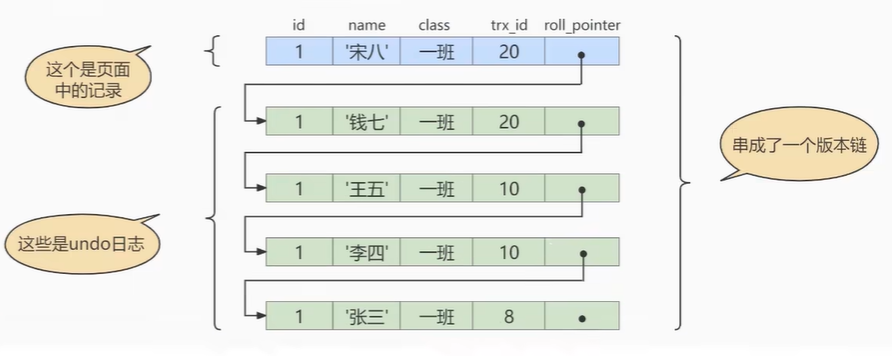 id name class trx_id roll_pointer
1 '宋八' 一班 20
这个是页面
中的记录
1 '钱七' 一班 20
串成了一个版本链
1 '王五' 一班 10
这些是undo日志
1 '李四' 一班 10
1 '张三' 一班 8